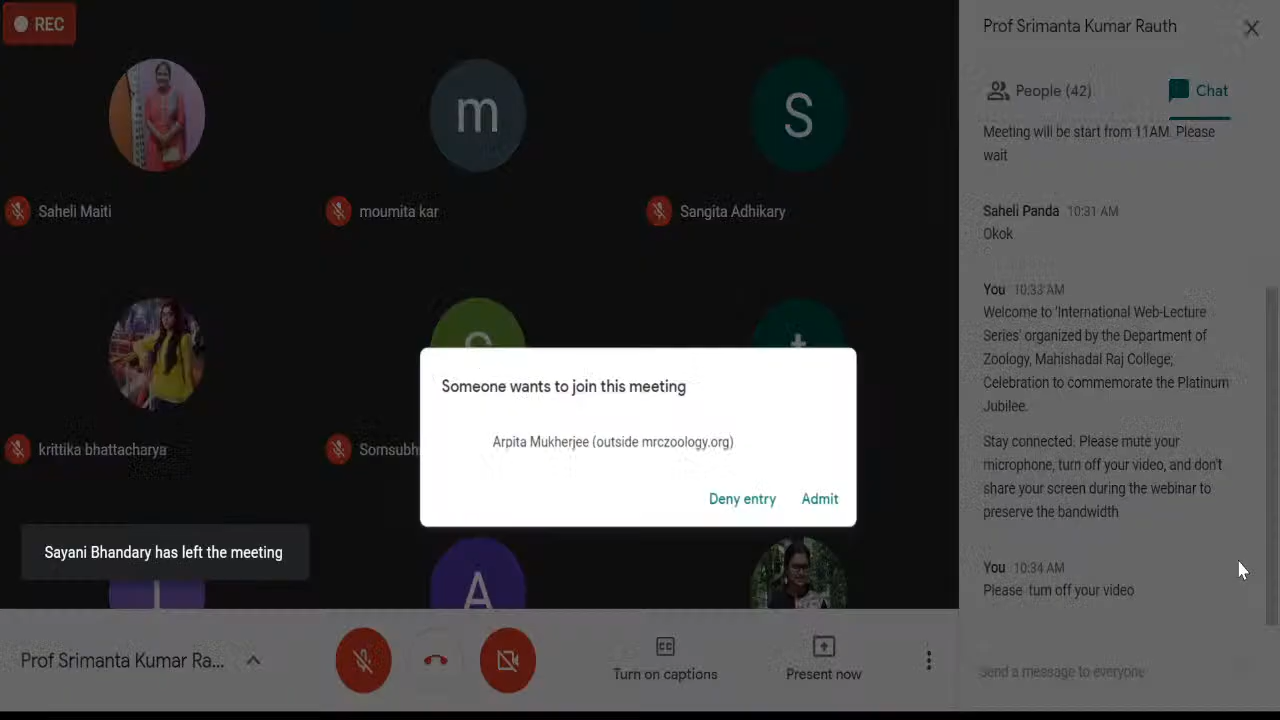 REC
Prof Srimanta Kumar Rauth
People (42)
Chat
m
S
Saheli Maiti
moumita kar
Sangita Adhikary
krittika bhattacharya
Somsubh
Someone wants to join this meeting
Arpita Mukherjee (outside mrczoology.org)
Deny entry
Admit
Sayani Bhandary has left the meeting
A
Meeting will be start from 11AM. Please
wait
Saheli Panda 10:31 AM
Okok
You 10:33 AM
Welcome to 'International Web-Lecture
Series' organized by the Department of
Zoology, Mahishadal Raj College;
Celebration to commemorate the Platinum
Jubilee.
Stay connected. Please mute your
microphone, turn off your video, and don't
share your screen during the webinar to
preserve the bandwidth
You 10:34 AM
Please turn off your video
Send a message to everyone
Prof Srimanta Kumar Ra...
CC
Turn on captions
Present now